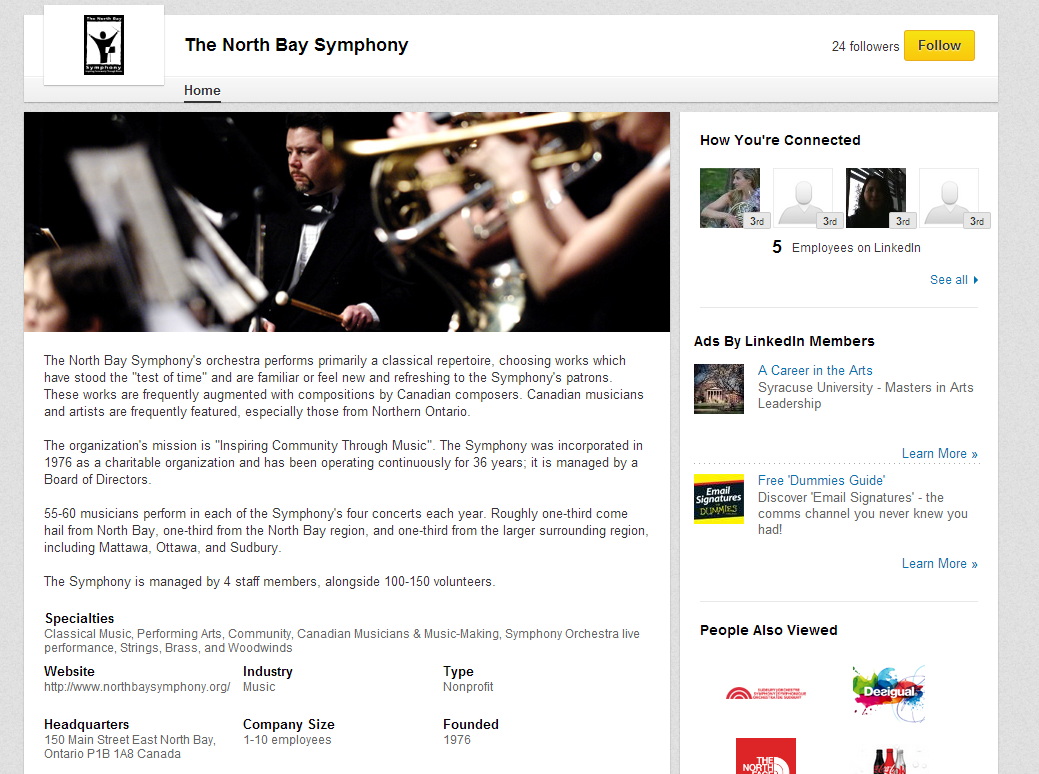 The North Bay
Symphony
The North Bay Symphony
24 followers
Follow
Home
How You're Connected
3rd
3rd
3rd
3rd
5 Employees on LinkedIn
See all
The North Bay Symphony's orchestra performs primarily a classical repertoire, choosing works which
have stood the "test of time" and are familiar or feel new and refreshing to the Symphony's patrons.
These works are frequently augmented with compositions by Canadian composers. Canadian musicians
and artists are frequently featured, especially those from Northern Ontario.
The organization's mission is "Inspiring Community Through Music". The Symphony was incorporated in
1976 as a charitable organization and has been operating continuously for 36 years; it is managed by a
Board of Directors.
55-60 musicians perform in each of the Symphony's four concerts each year. Roughly one-third come
hail from North Bay, one-third from the North Bay region, and one-third from the larger surrounding region,
including Mattawa, Ottawa, and Sudbury.
The Symphony is managed by 4 staff members, alongside 100-150 volunteers.
Specialties
Classical Music, Performing Arts, Community, Canadian Musicians & Music-Making, Symphony Orchestra live
performance, Strings, Brass, and Woodwinds
Website
http://www.northbaysymphony.org/
Industry
Music
Type
Nonprofit
Headquarters
150 Main Street East North Bay,
Ontario P1B 1A8 Canada
Company Size
1-10 employees
Founded
1976
Ads By LinkedIn Members
A Career in the Arts
Syracuse University - Masters in Arts
Leadership
Learn More »
Email
Signatures
DUMMIES
Free 'Dummies Guide'
Discover 'Email Signatures' - the
comms channel you never knew you
had!
Learn More »
People Also Viewed
Desigual
THE
NORTH